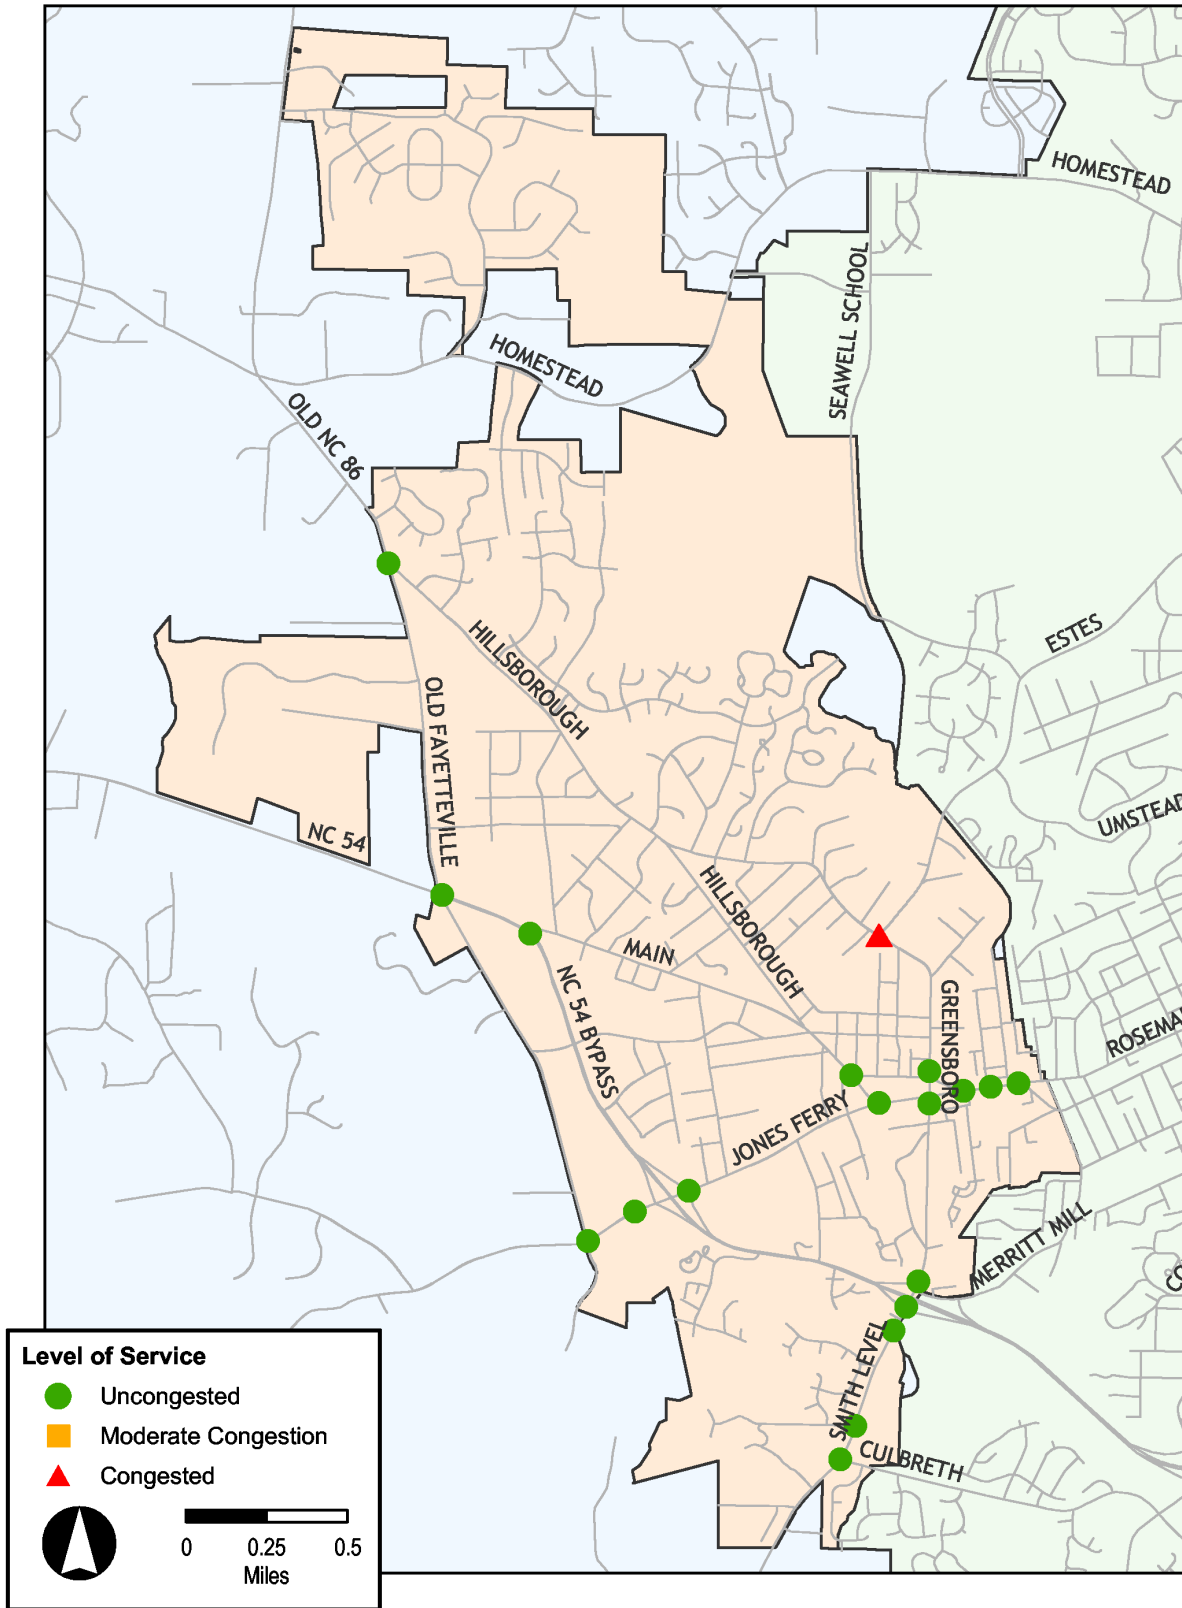 HOMESTEAD
SEAWELL SCHOOL
HOMESTEAD
OLD NC 86
ESTES
HILLSBOROUGH
OLD FAYETTEVILLE
UMSTEAD
NC 54
HILLSBOROUGH
MAIN
NC 54 BYPASS
GREENSBORO
ROSEMA
JONES FERRY
MERRITT MILL
CO
SMITH LEVEL
CULBRETH
Level of Service
Uncongested
Moderate Congestion
Congested
0 0.25 0.5
Miles